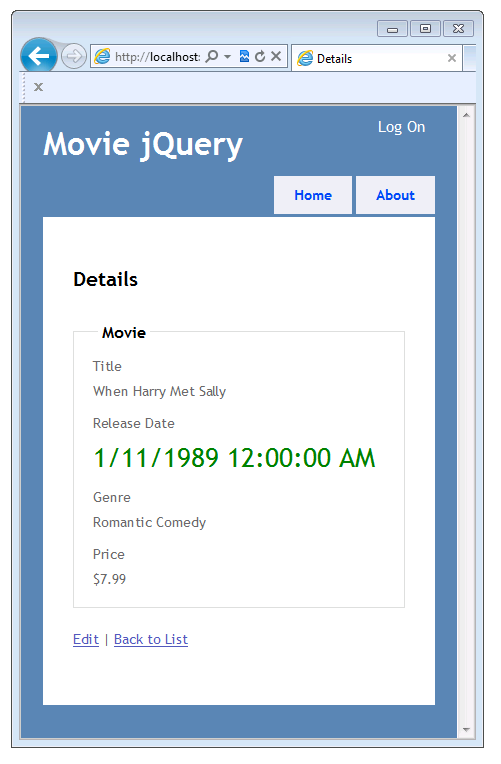 http://localhost:
Details
x
Log On
Movie jQuery
Home
About
Details
Movie
Title
When Harry Met Sally
Release Date
1/11/1989 12:00:00 AM
Genre
Romantic Comedy
Price
$7.99
Edit | Back to List